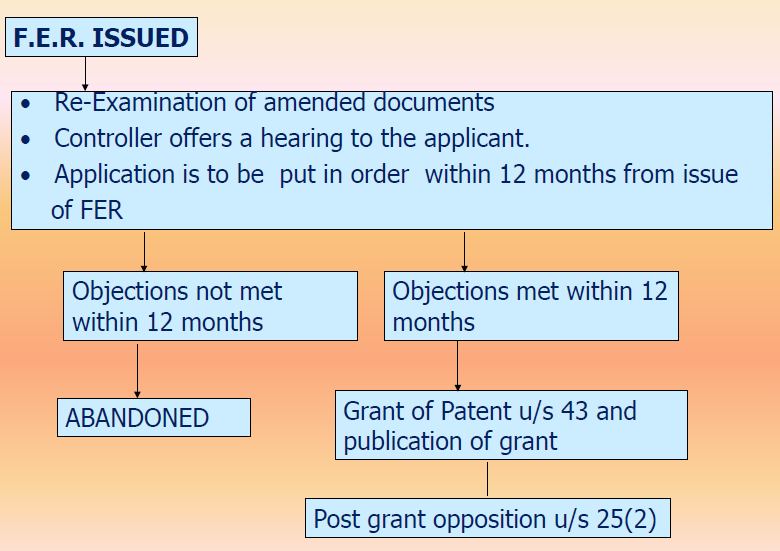 F.E.R. ISSUED
• Re-Examination of amended documents
• Controller offers a hearing to the applicant.
• Application is to be put in order within 12 months from issue
of FER
Objections not met
within 12 months
Objections met within 12
months
ABANDONED
Grant of Patent u/s 43 and
publication of grant
Post grant opposition u/s 25(2)